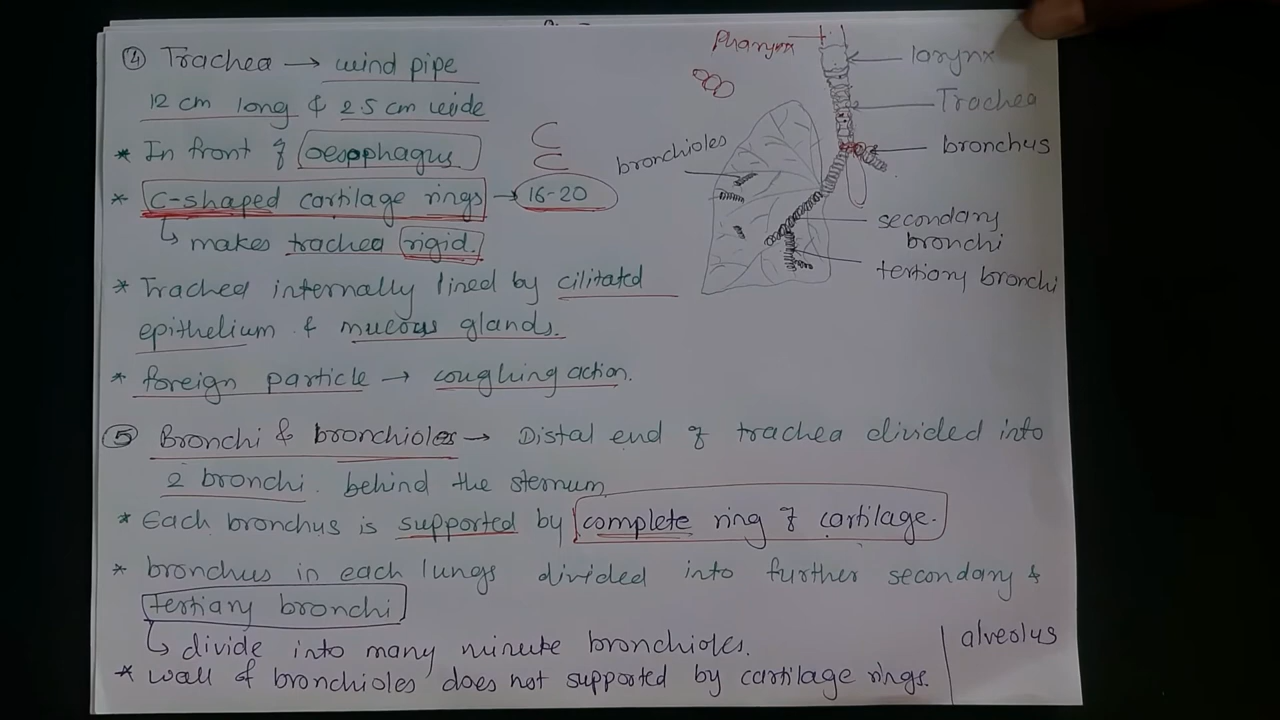 ④ Trachea → wind pipe
12 cm long & 2.5 cm wide
* In front of oesophagus
* C-shaped cartilage rings → 16-20
↳ makes trachea rigid.
* Trachea internally lined by cilitated
epithelium & mucous glands.
* foreign particle → coughing action.
⑤ Bronchi & bronchioles → Distal end of trachea divided into
2 bronchi. behind the sternum
* Each bronchus is supported by complete ring of cartilage.
* bronchus in each lungs divided into further secondary &
tertiary bronchi
↳ divide into many minute bronchioles.
* wall of bronchioles does not supported by cartilage rings.
alveolus
Pharynx
larynx
Trachea
bronchus
bronchioles
secondary
bronchi
tertiary bronchi